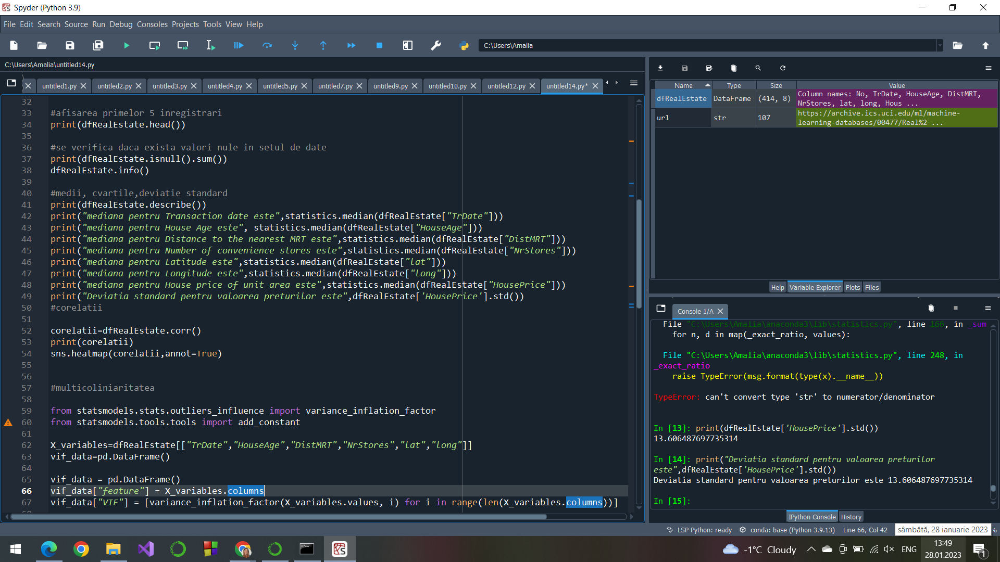 Spyder (Python 3.9)
File Edit Search Source Run Debug Consoles Projects Tools View Help
C:\Users\Amalia
C:\Users\Amalia\untitled14.py
untitled1.py untitled2.py untitled3.py untitled4.py untitled5.py untitled7.py untitled9.py untitled10.py untitled12.py untitled14.py*
32
33 #afisarea primelor 5 inregistrari
34 print(dfRealEstate.head())
35
36 #se verifica daca exista valori nule in setul de date
37 print(dfRealEstate.isnull().sum())
38 dfRealEstate.info()
39
40 #medii, cvartile,deviatie standard
41 print(dfRealEstate.describe())
42 print("mediana pentru Transaction date este",statistics.median(dfRealEstate["TrDate"]))
43 print("mediana pentru House Age este", statistics.median(dfRealEstate["HouseAge"]))
44 print("mediana pentru Distance to the nearest MRT este",statistics.median(dfRealEstate["DistMRT"]))
45 print("mediana pentru Number of convenience stores este",statistics.median(dfRealEstate["NrStores"]))
46 print("mediana pentru Latitude este",statistics.median(dfRealEstate["lat"]))
47 print("mediana pentru Longitude este",statistics.median(dfRealEstate["long"]))
48 print("mediana pentru House price of unit area este",statistics.median(dfRealEstate["HousePrice"]))
49 print("Deviatia standard pentru valoarea preturilor este",dfRealEstate['HousePrice'].std())
50 #corelatii
51
52 corelatii=dfRealEstate.corr()
53 print(corelatii)
54 sns.heatmap(corelatii,annot=True)
55
56
57 #multicoliniaritatea
58
59 from statsmodels.stats.outliers_influence import variance_inflation_factor
60 from statsmodels.tools.tools import add_constant
61
62 X_variables=dfRealEstate[["TrDate","HouseAge","DistMRT","NrStores","lat","long"]]
63 vif_data=pd.DataFrame()
64
65 vif_data = pd.DataFrame()
66 vif_data["feature"] = X_variables.columns
67 vif_data["VIF"] = [variance_inflation_factor(X_variables.values, i) for i in range(len(X_variables.columns))]
Name Type Size Value
dfRealEstate DataFrame (414, 8) Column names: No, TrDate, HouseAge, DistMRT,
NrStores, lat, long, Hous ...
url str 107 https://archive.ics.uci.edu/ml/machine-
learning-databases/00477/Real%2 ...
Help Variable Explorer Plots Files
Console 1/A
File "C:\Users\Amalia\anaconda3\lib\statistics.py", line 166, in _sum
for n, d in map(_exact_ratio, values):
File "C:\Users\Amalia\anaconda3\lib\statistics.py", line 248, in
_exact_ratio
raise TypeError(msg.format(type(x).__name__))
TypeError: can't convert type 'str' to numerator/denominator
In [13]: print(dfRealEstate['HousePrice'].std())
13.606487697735314
In [14]: print("Deviatia standard pentru valoarea preturilor
este",dfRealEstate['HousePrice'].std())
Deviatia standard pentru valoarea preturilor este 13.606487697735314
In [15]:
IPython Console History
LSP Python: ready conda: base (Python 3.9.13) Line 66, Col 42 sâmbătă, 28 ianuarie 2023 %
-1°C Cloudy ENG 13:49
28.01.2023 1